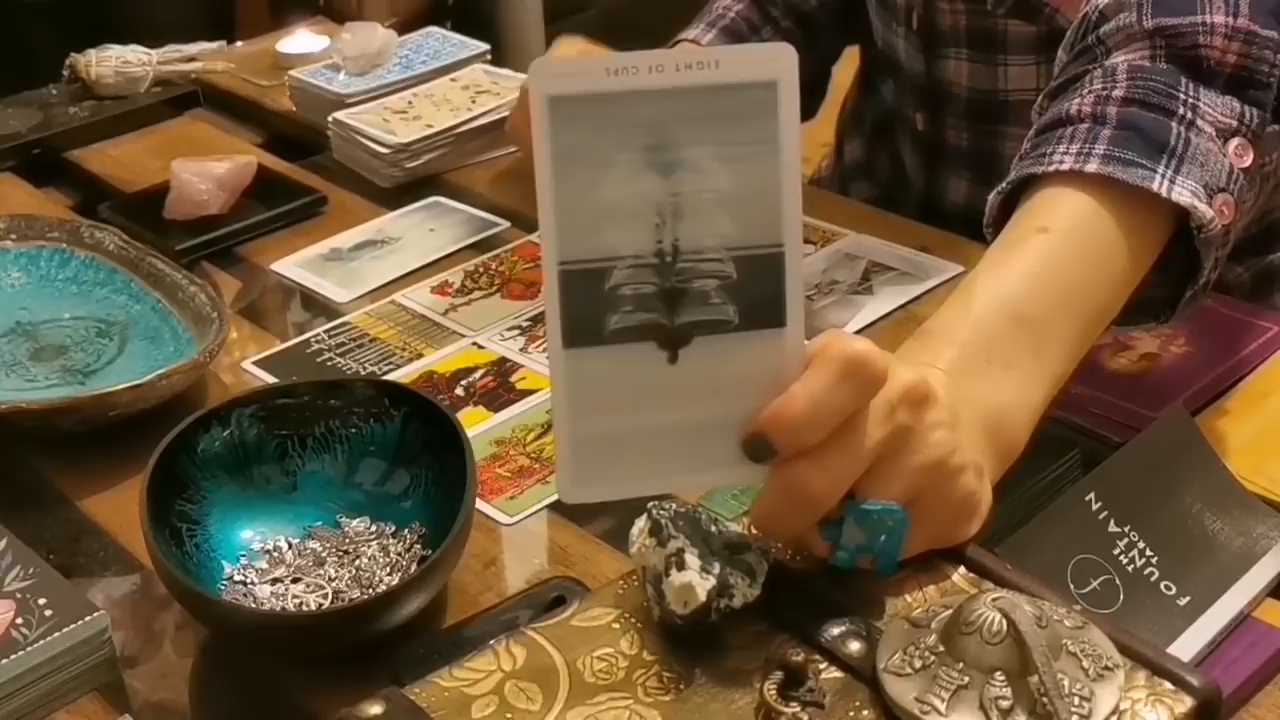 EIGHT OF CUPS
THE
FOUNTAIN
TAROT
f